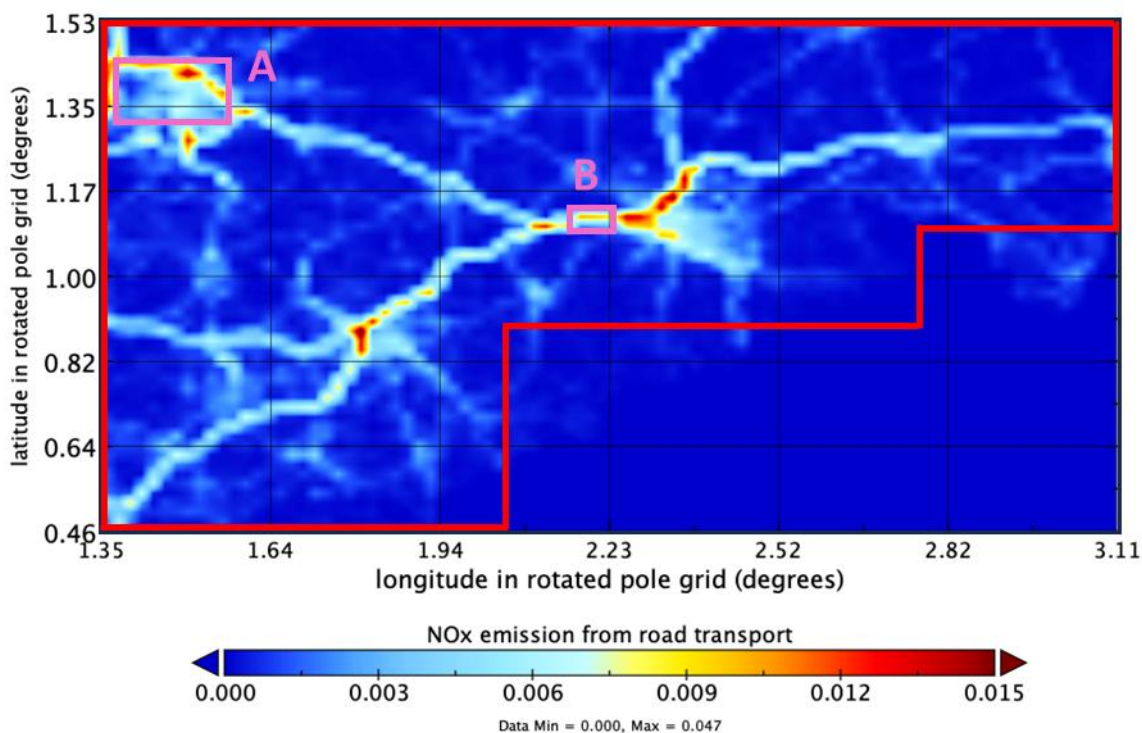 1.53
1.35
1.17
1.00
0.82
0.64
0.46
latitude in rotated pole grid (degrees)
A
B
1.35 1.64 1.94 2.23 2.52 2.82 3.11
longitude in rotated pole grid (degrees)
NOx emission from road transport
0.000 0.003 0.006 0.009 0.012 0.015
Data Min = 0.000, Max = 0.047